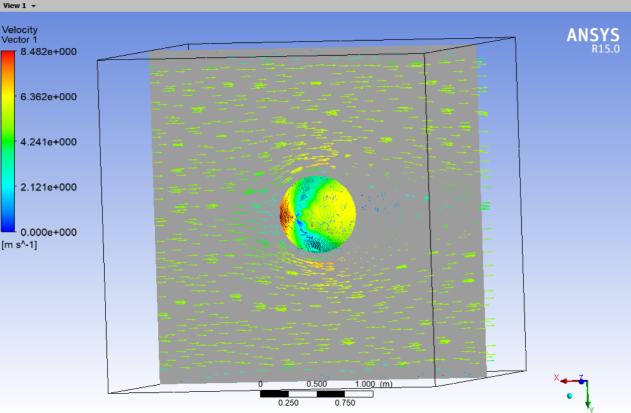 View 1
Velocity
Vector 1
8.482e+000
6.362e+000
4.241e+000
2.121e+000
0.000e+000
[m s^-1]
ANSYS
R15.0
0 0.500 1.000 (m)
0.250 0.750
X Z
Y